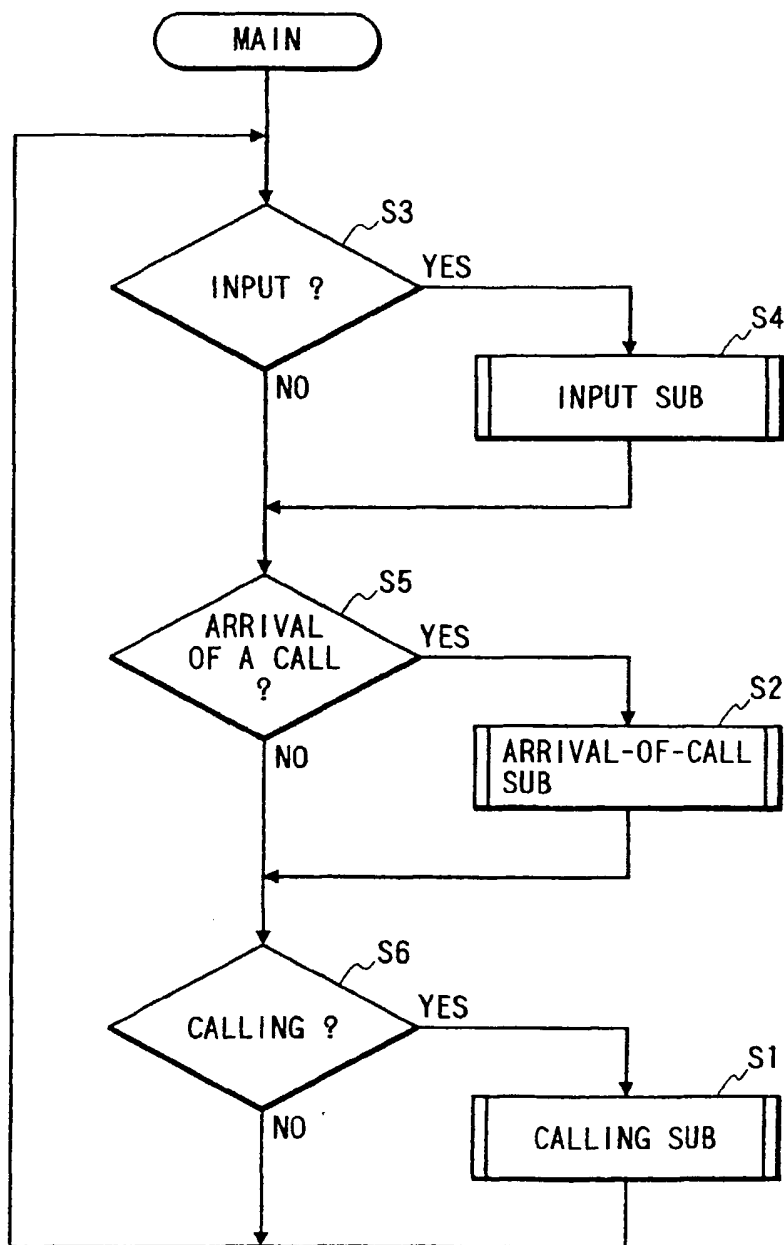 MAIN
S3
INPUT ?
YES
NO
S4
INPUT SUB
S5
ARRIVAL
OF A CALL
?
YES
NO
S2
ARRIVAL-OF-CALL
SUB
S6
CALLING ?
YES
NO
S1
CALLING SUB